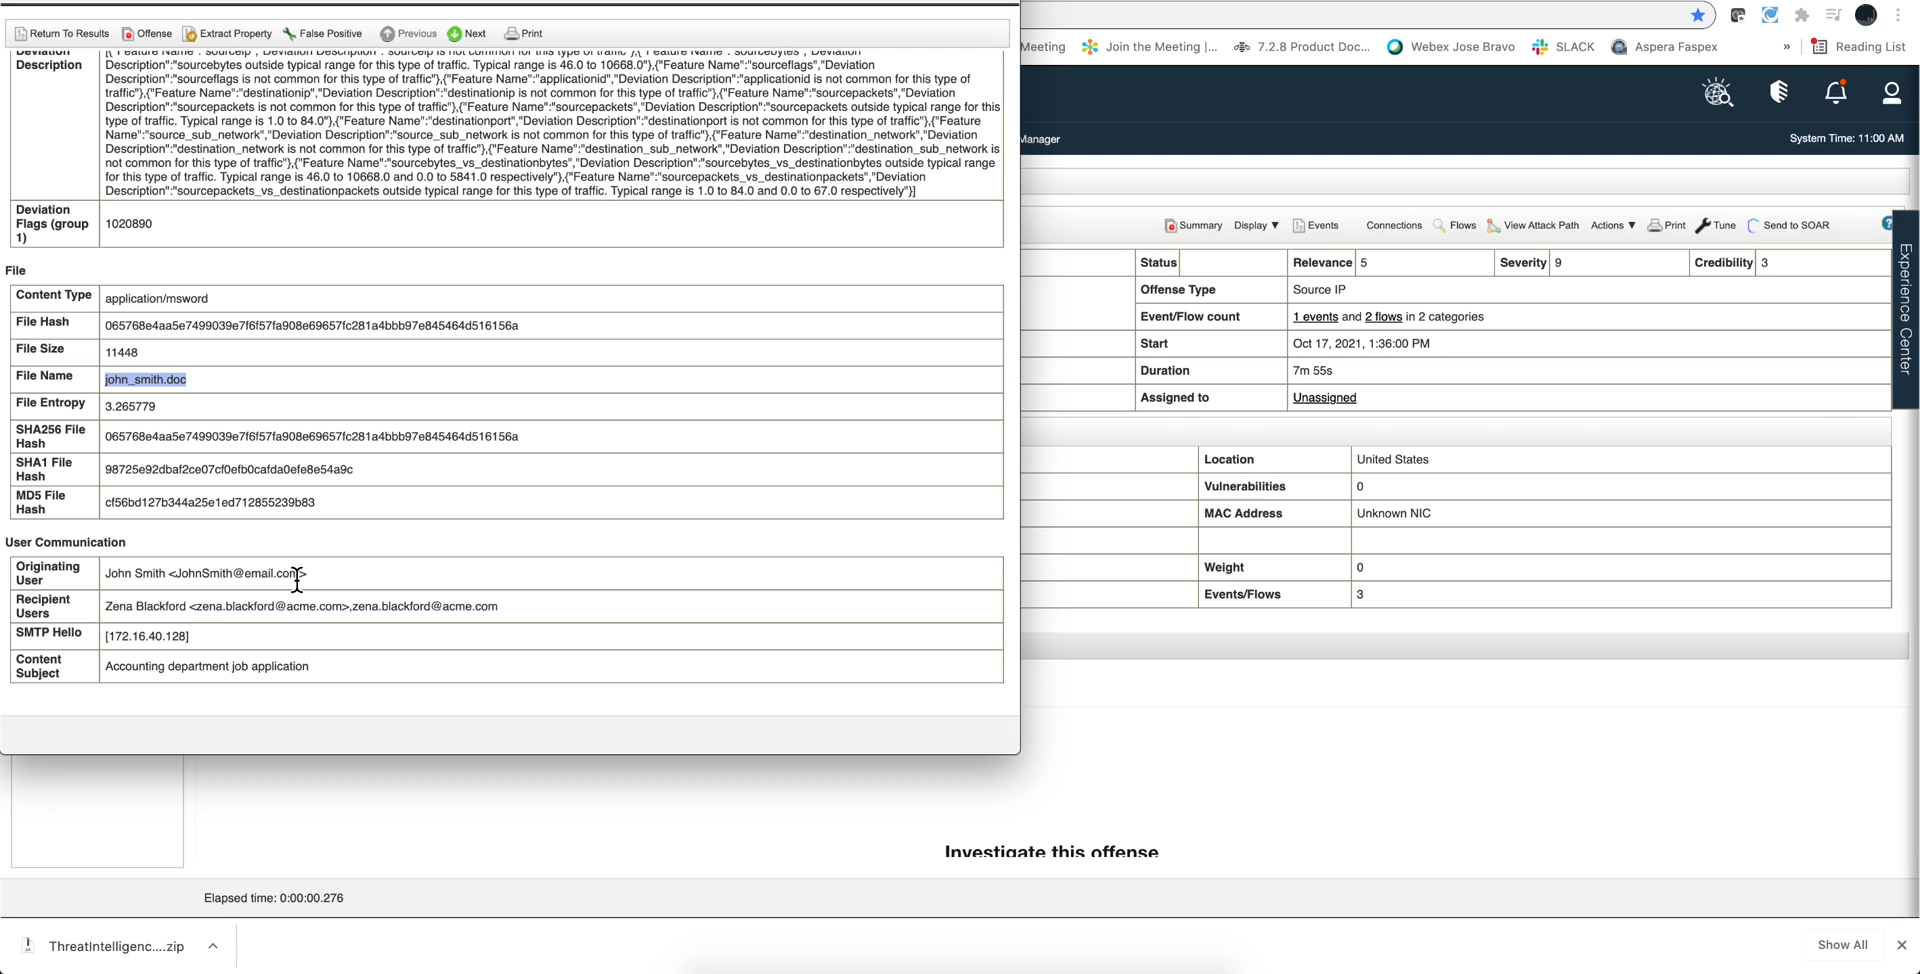 Return To Results Offense Extract Property False Positive Previous Next Print
Deviation Description
[{"Feature Name":"sourceip","Deviation Description":"sourceip is not common for this type of traffic"},{"Feature Name":"sourcebytes","Deviation
Description":"sourcebytes outside typical range for this type of traffic. Typical range is 46.0 to 10668.0"},{"Feature Name":"sourceflags","Deviation
Description":"sourceflags is not common for this type of traffic"},{"Feature Name":"applicationid","Deviation Description":"applicationid is not common for this type of
traffic"},{"Feature Name":"destinationip","Deviation Description":"destinationip is not common for this type of traffic"},{"Feature Name":"sourcepackets","Deviation
Description":"sourcepackets is not common for this type of traffic"},{"Feature Name":"sourcepackets","Deviation Description":"sourcepackets outside typical range for this
type of traffic. Typical range is 1.0 to 84.0"},{"Feature Name":"destinationport","Deviation Description":"destinationport is not common for this type of traffic"},{"Feature
Name":"source_sub_network","Deviation Description":"source_sub_network is not common for this type of traffic"},{"Feature Name":"destination_network","Deviation
Description":"destination_network is not common for this type of traffic"},{"Feature Name":"destination_sub_network","Deviation Description":"destination_sub_network is
not common for this type of traffic"},{"Feature Name":"sourcebytes_vs_destinationbytes","Deviation Description":"sourcebytes_vs_destinationbytes outside typical range
for this type of traffic. Typical range is 46.0 to 10668.0 and 0.0 to 5841.0 respectively"},{"Feature Name":"sourcepackets_vs_destinationpackets","Deviation
Description":"sourcepackets_vs_destinationpackets outside typical range for this type of traffic. Typical range is 1.0 to 84.0 and 0.0 to 67.0 respectively"}]
Deviation
Flags (group
1)
1020890
File
Content Type application/msword
File Hash 065768e4aa5e7499039e7f6f57fa908e69657fc281a4bbb97e845464d516156a
File Size 11448
File Name john_smith.doc
File Entropy 3.265779
SHA256 File
Hash
065768e4aa5e7499039e7f6f57fa908e69657fc281a4bbb97e845464d516156a
SHA1 File
Hash
98725e92dbaf2ce07cf0efb0cafda0efe8e54a9c
MD5 File
Hash
cf56bd127b344a25e1ed712855239b83
User Communication
Originating
User
John Smith <JohnSmith@email.com>
Recipient
Users
Zena Blackford <zena.blackford@acme.com>,zena.blackford@acme.com
SMTP Hello [172.16.40.128]
Content
Subject
Accounting department job application
Meeting Join the Meeting |... 7.2.8 Product Doc... Webex Jose Bravo SLACK Aspera Faspex » Reading List
Manager System Time: 11:00 AM
Summary Display ▼ Events Connections Flows View Attack Path Actions ▼ Print Tune Send to SOAR ?
Status Relevance 5 Severity 9 Credibility 3
Offense Type Source IP
Event/Flow count 1 events and 2 flows in 2 categories
Start Oct 17, 2021, 1:36:00 PM
Duration 7m 55s
Assigned to Unassigned
Experience Center
Location United States
Vulnerabilities 0
MAC Address Unknown NIC
Weight 0
Events/Flows 3
Investigate this offense
Elapsed time: 0:00:00.276
ThreatIntelligenc....zip Show All